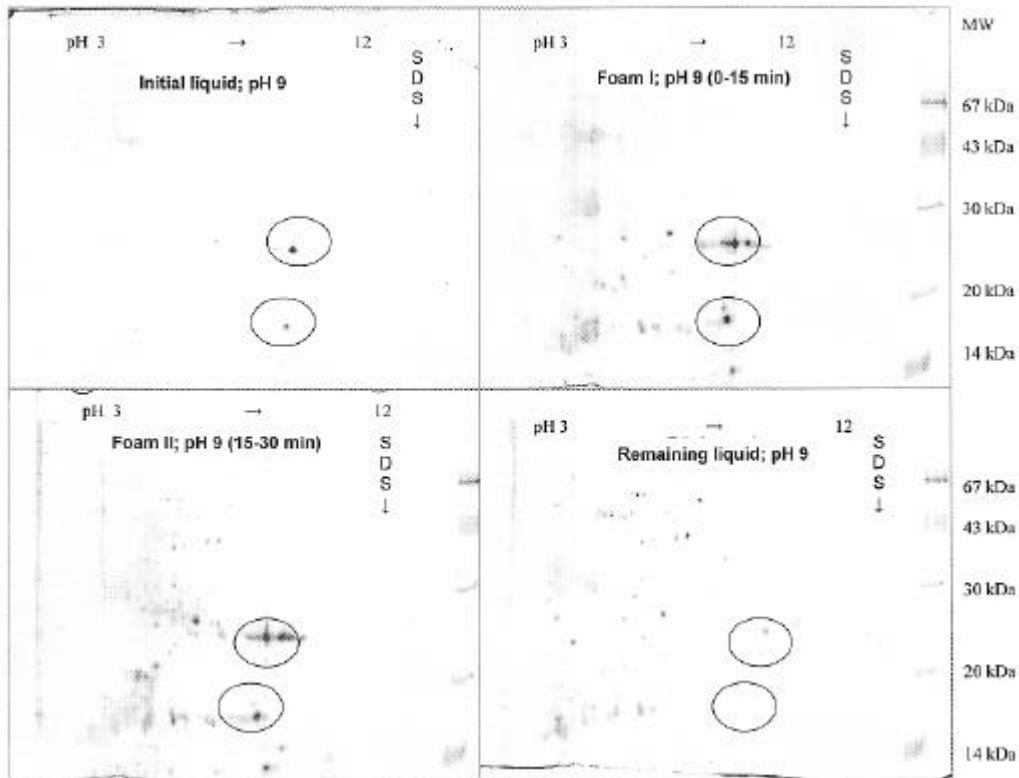 pH 3 → 12
Initial liquid; pH 9
S
D
S
↓
pH 3 → 12
Foam I; pH 9 (0-15 min)
S
D
S
↓
MW
67 kDa
43 kDa
30 kDa
20 kDa
14 kDa
pH 3 → 12
Foam II; pH 9 (15-30 min)
S
D
S
↓
pH 3 → 12
Remaining liquid; pH 9
S
D
S
↓
67 kDa
43 kDa
30 kDa
20 kDa
14 kDa